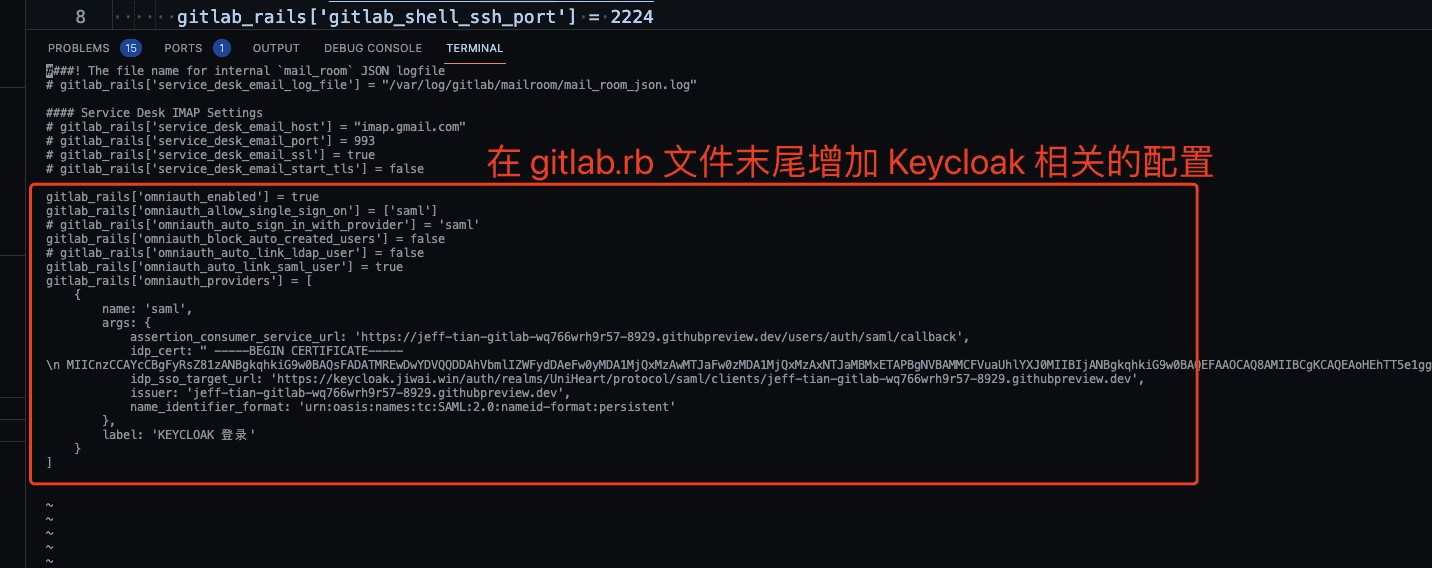 8 gitlab_rails['gitlab_shell_ssh_port'] = 2224
PROBLEMS 15 PORTS 1 OUTPUT DEBUG CONSOLE TERMINAL
####! The file name for internal `mail_room` JSON logfile
# gitlab_rails['service_desk_email_log_file'] = "/var/log/gitlab/mailroom/mail_room_json.log"
#### Service Desk IMAP Settings
# gitlab_rails['service_desk_email_host'] = "imap.gmail.com"
# gitlab_rails['service_desk_email_port'] = 993
# gitlab_rails['service_desk_email_ssl'] = true
# gitlab_rails['service_desk_email_start_tls'] = false
在 gitlab.rb 文件末尾增加 Keycloak 相关的配置
gitlab_rails['omniauth_enabled'] = true
gitlab_rails['omniauth_allow_single_sign_on'] = ['saml']
# gitlab_rails['omniauth_auto_sign_in_with_provider'] = 'saml'
gitlab_rails['omniauth_block_auto_created_users'] = false
# gitlab_rails['omniauth_auto_link_ldap_user'] = false
gitlab_rails['omniauth_auto_link_saml_user'] = true
gitlab_rails['omniauth_providers'] = [
{
name: 'saml',
args: {
assertion_consumer_service_url: 'https://jeff-tian-gitlab-wq766wrh9r57-8929.githubpreview.dev/users/auth/saml/callback',
idp_cert: " -----BEGIN CERTIFICATE-----
\n MIICnzCCAYcCBgFyRsZ81zANBgkqhkiG9w0BAQsFADATMREwDwYDVQQDDAhVbmlIZWFydDAeFw0yMDA1MjQxMzAwMTJaFw0zMDA1MjQxMzAxNTJaMBMxETAPBgNVBAMMCFVuaUhlYXJ0MIIBIjANBgkqhkiG9w0BAQEFAAOCAQ8AMIIBCgKCAQEAoHEhTT5e1gg
idp_sso_target_url: 'https://keycloak.jiwai.win/auth/realms/UniHeart/protocol/saml/clients/jeff-tian-gitlab-wq766wrh9r57-8929.githubpreview.dev',
issuer: 'jeff-tian-gitlab-wq766wrh9r57-8929.githubpreview.dev',
name_identifier_format: 'urn:oasis:names:tc:SAML:2.0:nameid-format:persistent'
},
label: 'KEYCLOAK 登录'
}
]
~
~
~
~
~